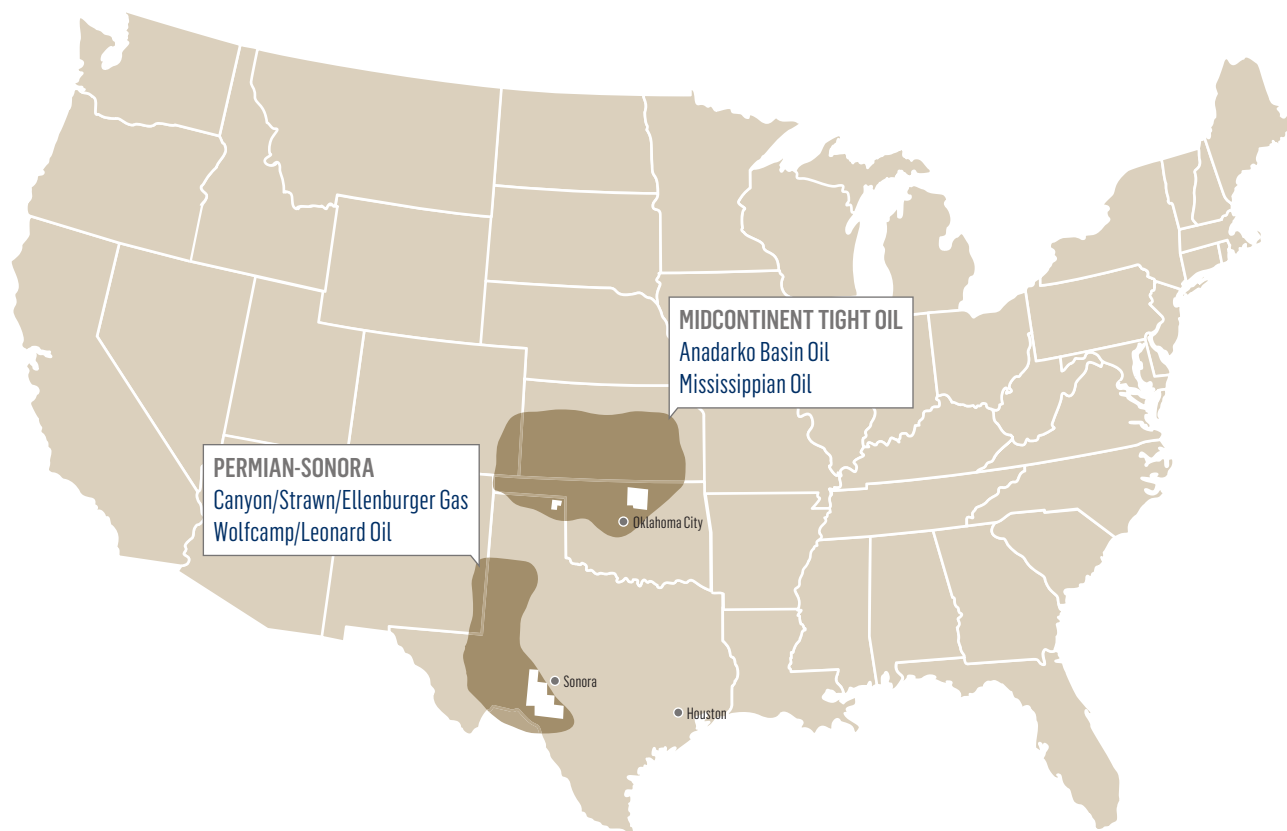 MIDCONTINENT TIGHT OIL
Anadarko Basin Oil
Mississippian Oil
PERMIAN-SONORA
Canyon/Strawn/Ellenburger Gas
Wolfcamp/Leonard Oil
Oklahoma City
Sonora
Houston